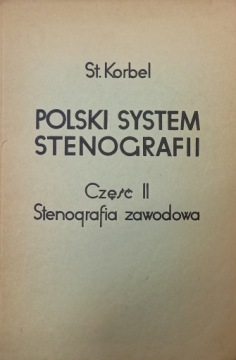 St. Korbel
POLSKI SYSTEM
STENOGRAFII
Część II
Stenografia zawodowa